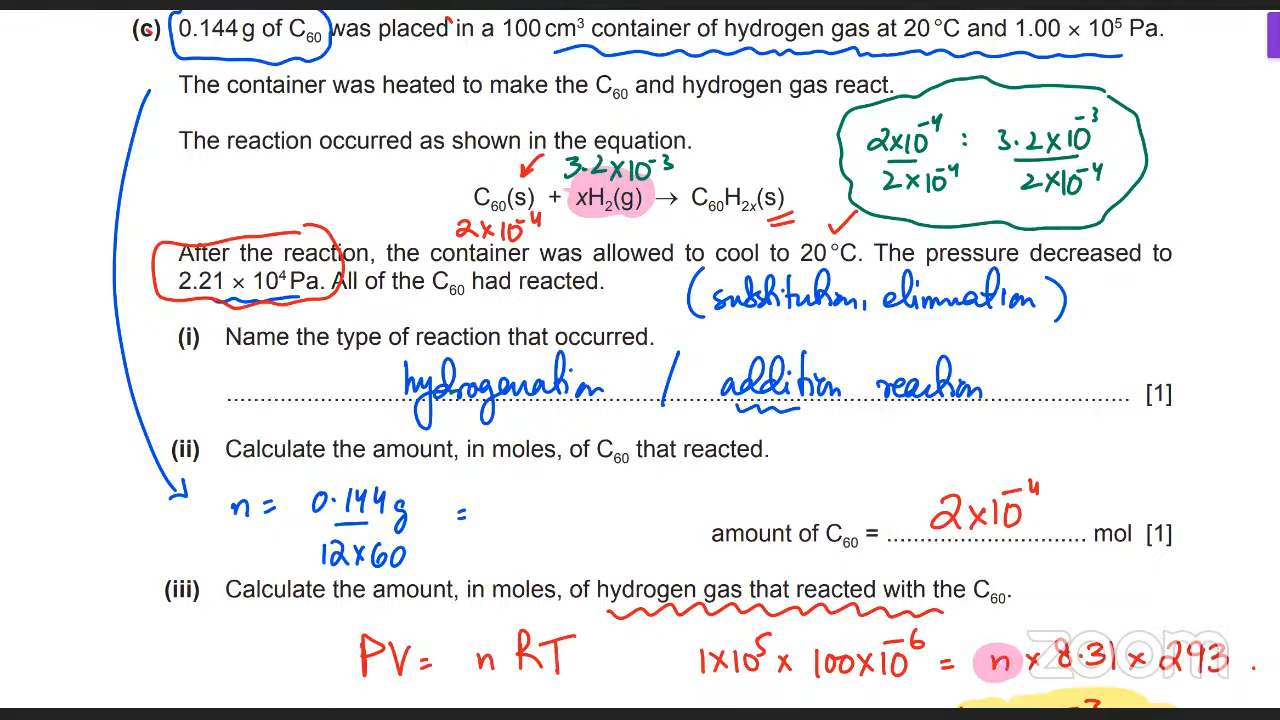 (c) 0.144 g of C₆₀ was placed in a 100 cm³ container of hydrogen gas at 20 °C and 1.00 × 10⁵ Pa.
The container was heated to make the C₆₀ and hydrogen gas react.
The reaction occurred as shown in the equation.
2×10⁻⁴ : 3.2×10⁻³
2×10⁻⁴ 2×10⁻⁴
3.2×10⁻³
C₆₀(s) + xH₂(g) → C₆₀H₂ₓ(s)
2×10⁻⁴
After the reaction, the container was allowed to cool to 20 °C. The pressure decreased to
2.21 × 10⁴ Pa. All of the C₆₀ had reacted.
(substitution, elimination)
(i) Name the type of reaction that occurred.
hydrogenation / addition reaction [1]
(ii) Calculate the amount, in moles, of C₆₀ that reacted.
n = 0.144 g =
12×60
2×10⁻⁴
amount of C₆₀ = .............................. mol [1]
(iii) Calculate the amount, in moles, of hydrogen gas that reacted with the C₆₀.
PV = nRT 1×10⁵ × 100×10⁻⁶ = n × 8.31 × 293 .
zoom